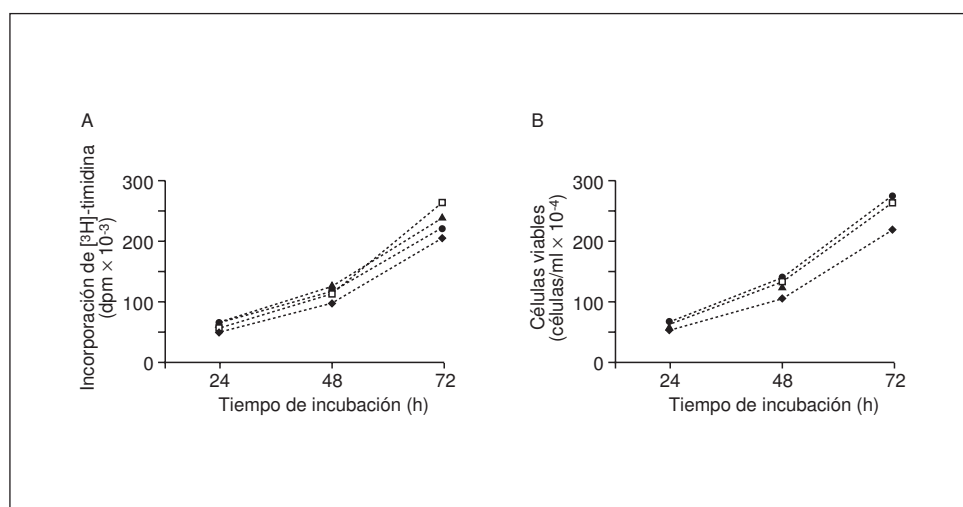 A
Incorporación de [³H]-timidina
(dpm × 10⁻³)
300
200
100
0
24
48
72
Tiempo de incubación (h)
B
Células viables
(células/ml × 10⁻⁴)
300
200
100
0
24
48
72
Tiempo de incubación (h)